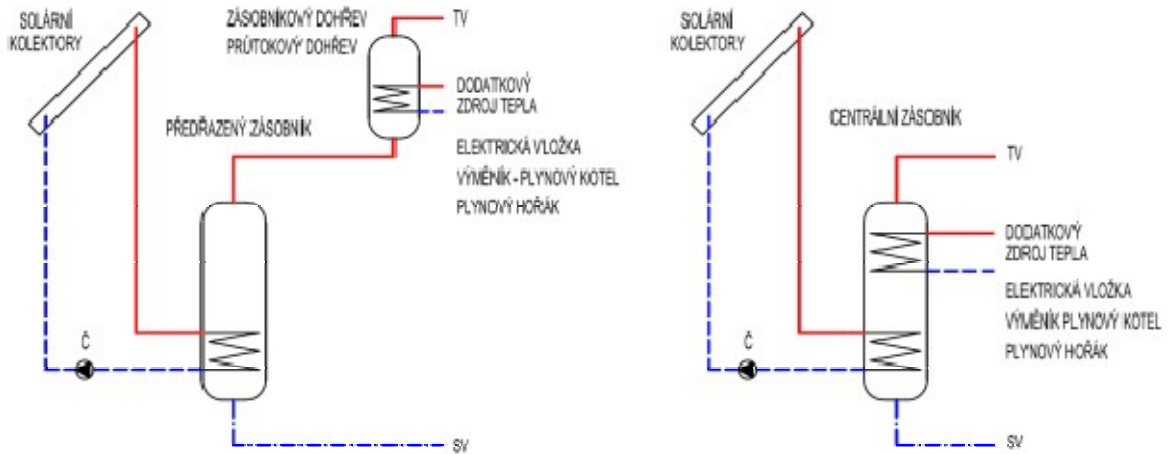 SOLÁRNÍ
KOLEKTORY
ZÁSOBNÍKOVÝ DOHŘEV
PRŮTOKOVÝ DOHŘEV
TV
DODATKOVÝ
ZDROJ TEPLA
PŘEDŘAZENÝ ZÁSOBNÍK
ELEKTRICKÁ VLOŽKA
VÝMĚNÍK - PLYNOVÝ KOTEL
PLYNOVÝ HOŘÁK
Č
SV
SOLÁRNÍ
KOLEKTORY
CENTRÁLNÍ ZÁSOBNÍK
TV
DODATKOVÝ
ZDROJ TEPLA
ELEKTRICKÁ VLOŽKA
VÝMĚNÍK PLYNOVÝ KOTEL
PLYNOVÝ HOŘÁK
Č
SV